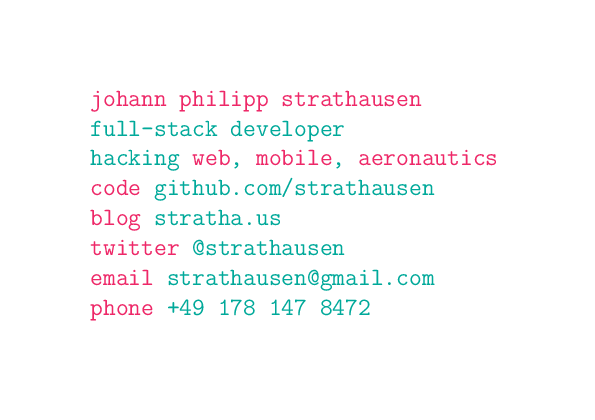 johann philipp strathausen
full-stack developer
hacking web, mobile, aeronautics
code github.com/strathausen
blog stratha.us
twitter @strathausen
email strathausen@gmail.com
phone +49 178 147 8472